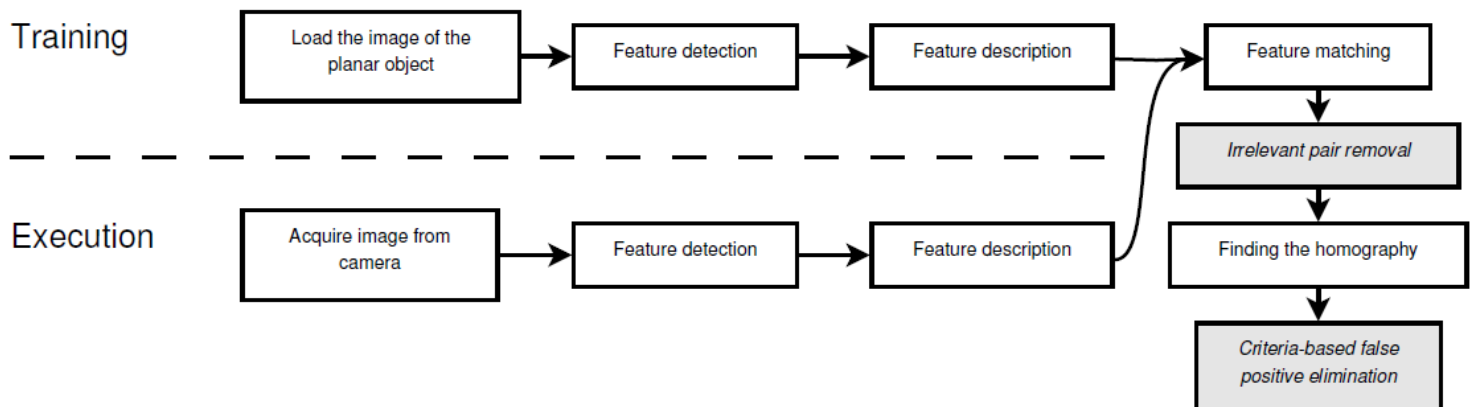 Training
Load the image of the
planar object
Feature detection
Feature description
Feature matching
Irrelevant pair removal
Execution
Acquire image from
camera
Feature detection
Feature description
Finding the homography
Criteria-based false
positive elimination